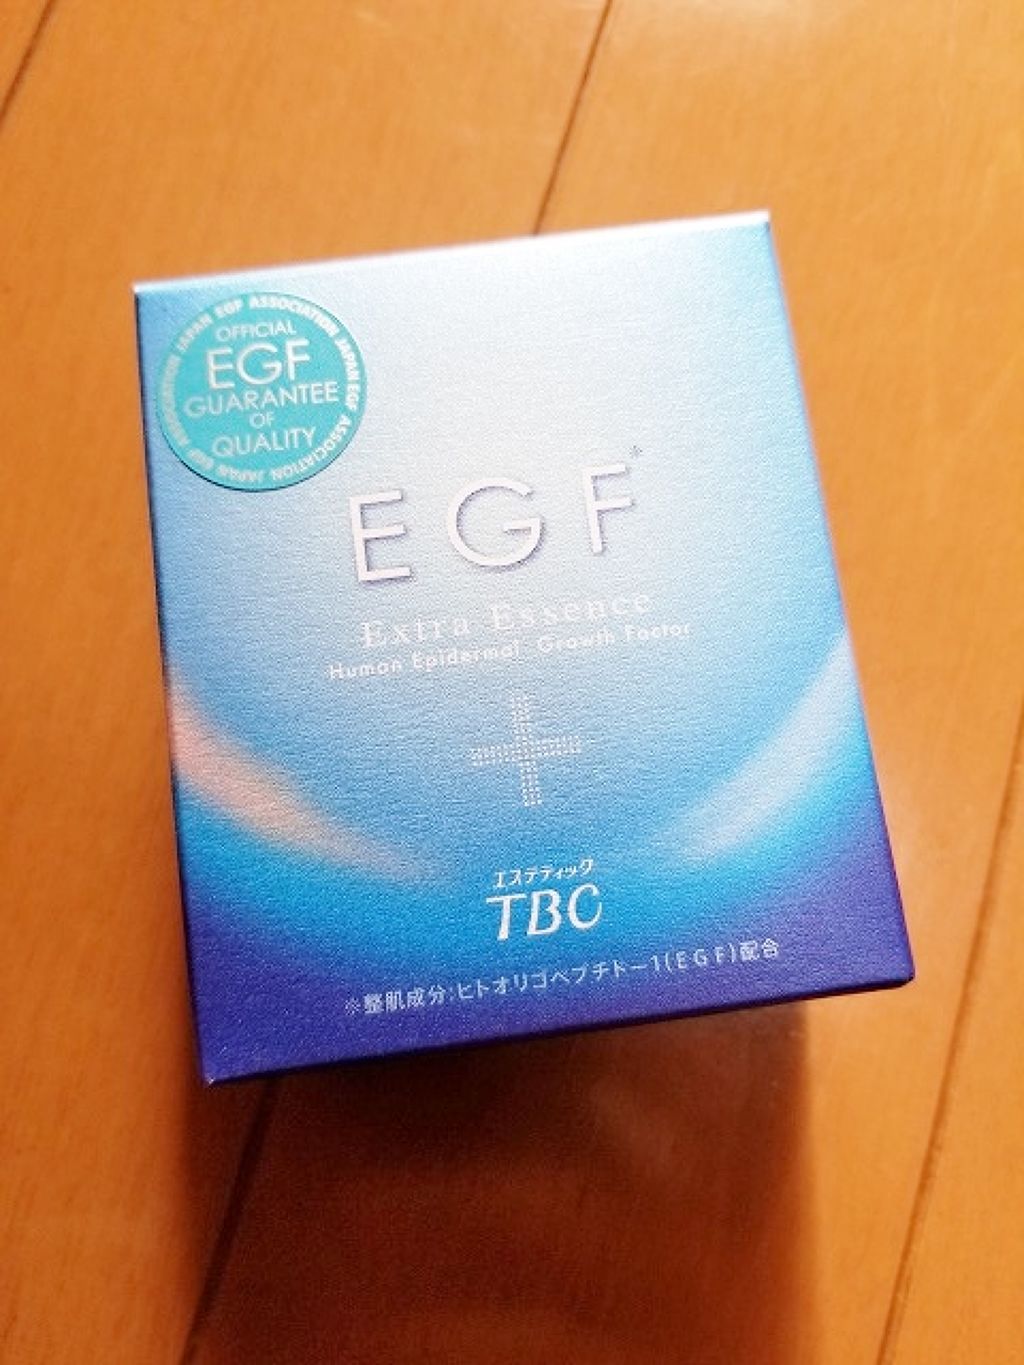 JAPAN EGF ASSOCIATION JAPAN EGF ASSOCIATION JAPAN EGF ASSOCIATION
OFFICIAL
EGF
GUARANTEE
OF
QUALITY
EGF*
Extra Essence
Human Epidermal Growth Factor
エステティック
TBC
※整肌成分:ヒトオリゴペプチド-1(EGF)配合